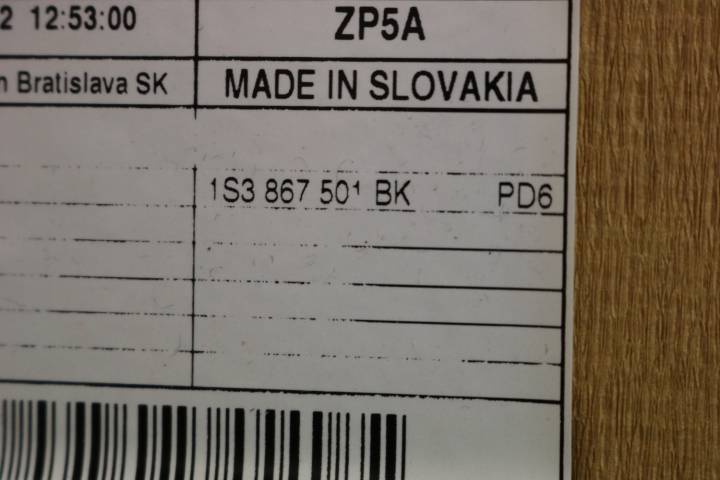 2 12:53:00 ZP5A
n Bratislava SK MADE IN SLOVAKIA
1S3 867 501 BK PD6